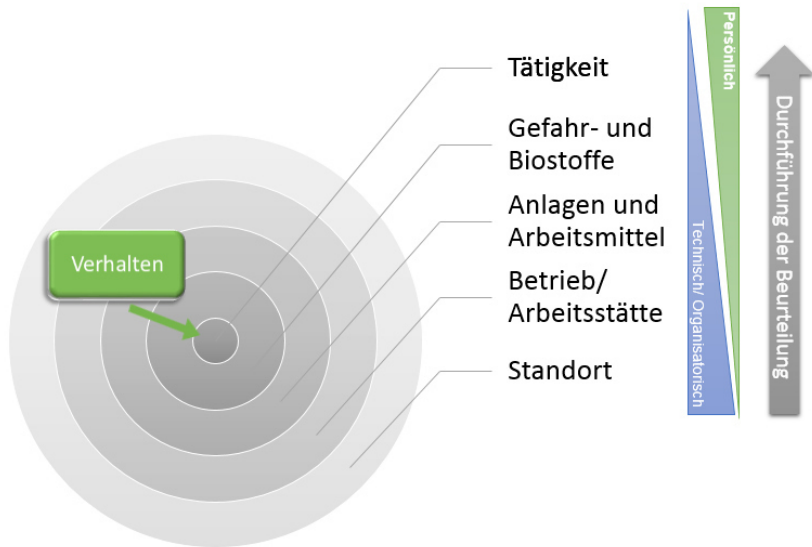 Tätigkeit
Gefahr- und
Biostoffe
Anlagen und
Arbeitsmittel
Betrieb/
Arbeitsstätte
Standort
Verhalten
Persönlich
Technisch/ Organisatorisch
Durchführung der Beurteilung